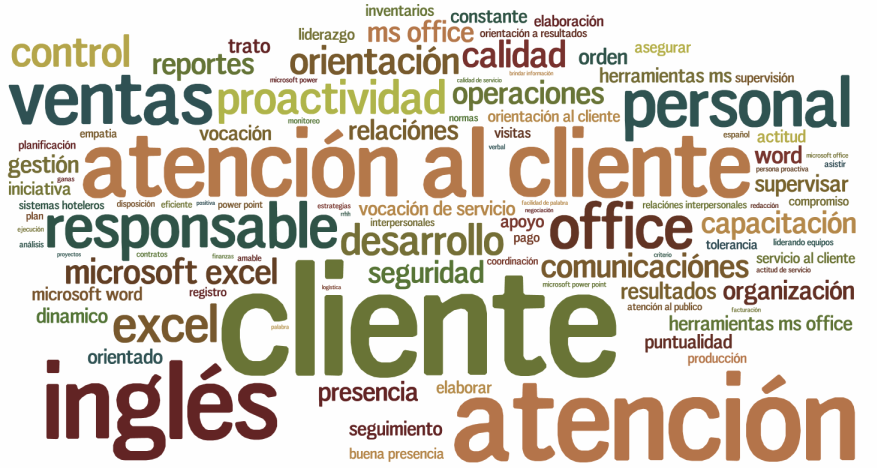 inventarios
constante
elaboración
liderazgo
ms office
orientación a resultados
control
trato
reportes
orientación
calidad
orden
asegurar
microsoft power
calidad de servicio
brindar información
herramientas ms
supervisión
ventas
proactividad
operaciones
personal
monitoreo
normas
orientación al cliente
empatia
vocación
relaciónes
visitas
español
actitud
planificación
verbal
atención al cliente
word
microsoft office
gestión
persona proactiva
asistir
ganas
iniciativa
supervisar
sistemas hoteleros
disposición
eficiente
positiva
power point
estrategias
vocación de servicio
facilidad de palabra
relaciónes interpersonales
redacción
compromiso
plan
rrhh
negociación
responsable
interpersonales
apoyo
office
capacitación
ejecución
análisis
desarrollo
pago
tolerancia
liderando equipos
proyectos
contratos
finanzas
amable
criterio
microsoft excel
seguridad
coordinación
comunicaciónes
servicio al cliente
actitud de servicio
microsoft word
registro
logística
microsoft power point
resultados
organización
dinamico
cliente
atención al publico
facturación
excel
palabra
herramientas ms office
orientado
puntualidad
producción
inglés
presencia
elaborar
atención
seguimiento
buena presencia